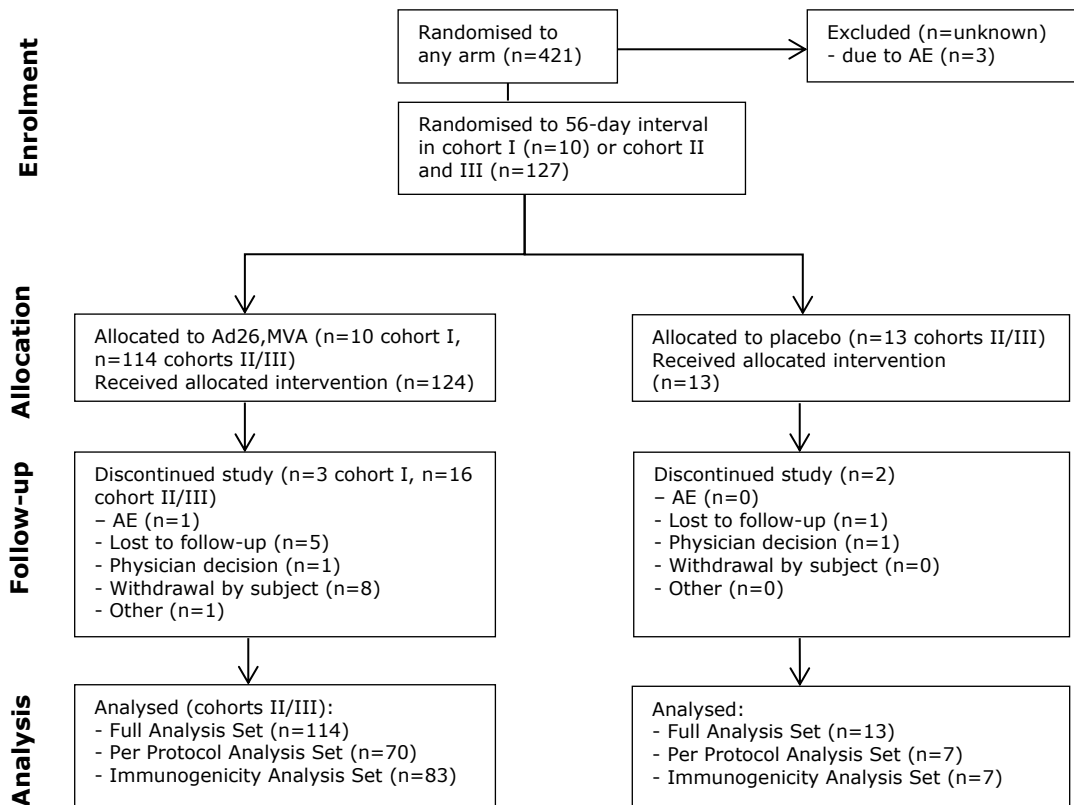 Enrolment
Randomised to
any arm (n=421)
Excluded (n=unknown)
- due to AE (n=3)
Randomised to 56-day interval
in cohort I (n=10) or cohort II
and III (n=127)
Allocation
Allocated to Ad26,MVA (n=10 cohort I,
n=114 cohorts II/III)
Received allocated intervention (n=124)
Allocated to placebo (n=13 cohorts II/III)
Received allocated intervention
(n=13)
Follow-up
Discontinued study (n=3 cohort I, n=16
cohort II/III)
– AE (n=1)
- Lost to follow-up (n=5)
- Physician decision (n=1)
- Withdrawal by subject (n=8)
- Other (n=1)
Discontinued study (n=2)
– AE (n=0)
- Lost to follow-up (n=1)
- Physician decision (n=1)
- Withdrawal by subject (n=0)
- Other (n=0)
Analysis
Analysed (cohorts II/III):
- Full Analysis Set (n=114)
- Per Protocol Analysis Set (n=70)
- Immunogenicity Analysis Set (n=83)
Analysed:
- Full Analysis Set (n=13)
- Per Protocol Analysis Set (n=7)
- Immunogenicity Analysis Set (n=7)